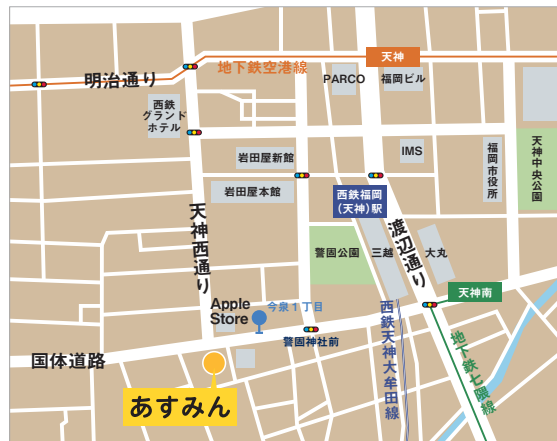 天神
地下鉄空港線
明治通り
PARCO
福岡ビル
西鉄
グランド
ホテル
岩田屋新館
IMS
福岡市役所
天神中央公園
岩田屋本館
西鉄福岡
(天神)駅
天神西通り
渡辺通り
警固公園
三越
大丸
天神南
Apple
Store
今泉1丁目
警固神社前
西鉄天神大牟田線
地下鉄七隈線
国体道路
あすみん